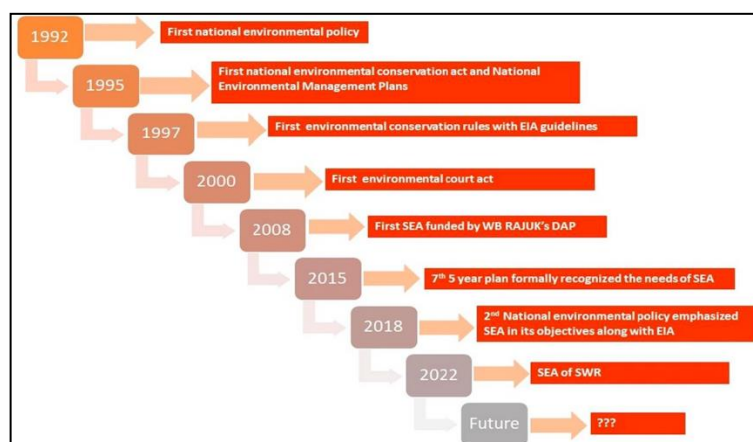 1992
First national environmental policy
1995
First national environmental conservation act and National
Environmental Management Plans
1997
First environmental conservation rules with EIA guidelines
2000
First environmental court act
2008
First SEA funded by WB RAJUK's DAP
2015
7th 5 year plan formally recognized the needs of SEA
2018
2nd National environmental policy emphasized
SEA in its objectives along with EIA
2022
SEA of SWR
Future
???